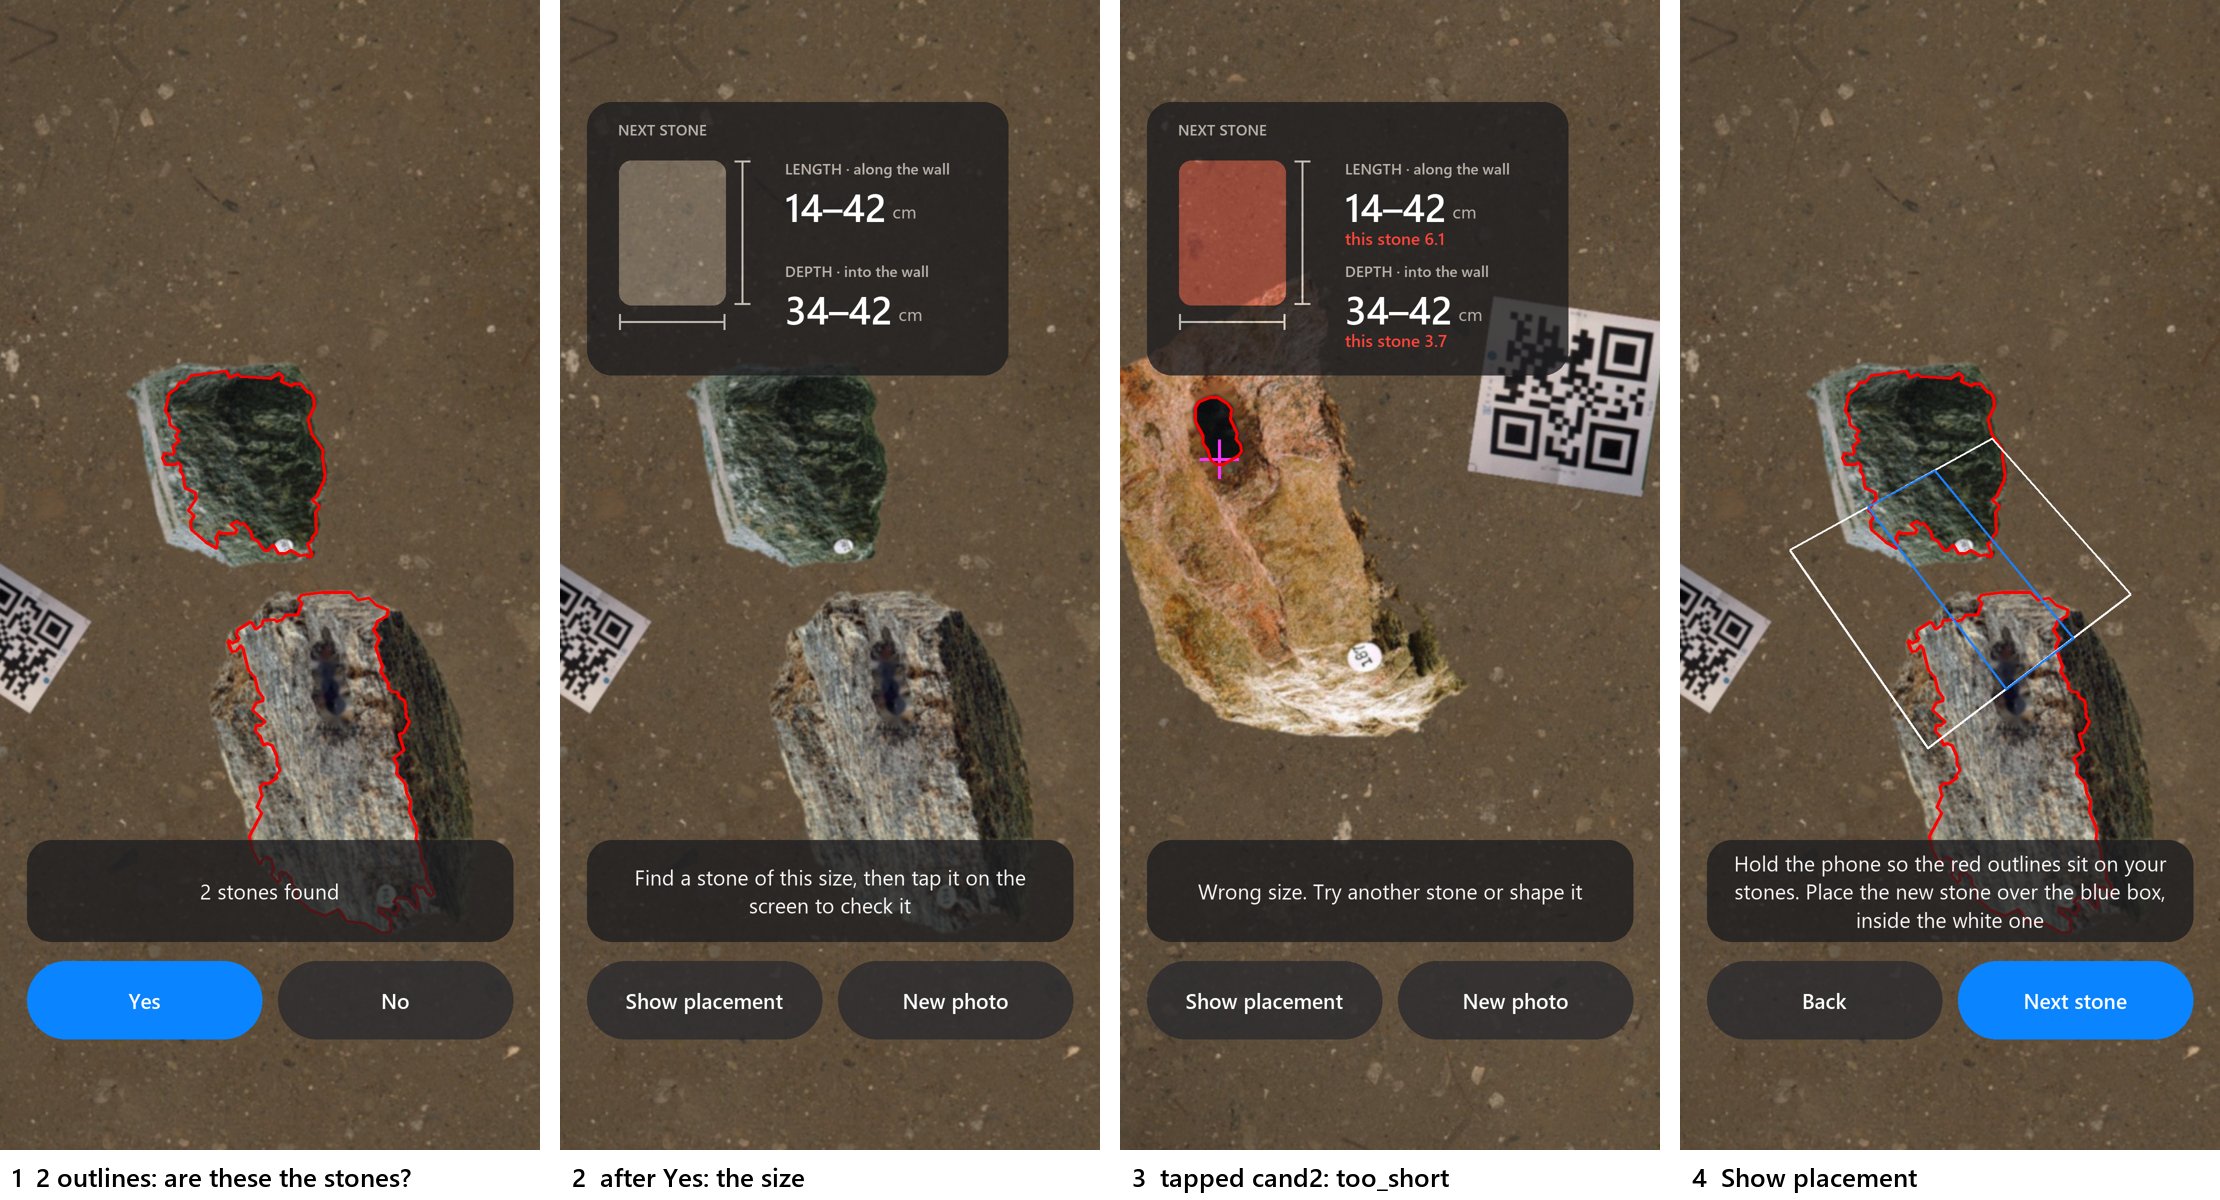 2 stones found
Yes
No
1 2 outlines: are these the stones?
NEXT STONE
LENGTH · along the wall
14–42 cm
DEPTH · into the wall
34–42 cm
Find a stone of this size, then tap it on the
screen to check it
Show placement
New photo
2 after Yes: the size
NEXT STONE
LENGTH · along the wall
14–42 cm
this stone 6.1
DEPTH · into the wall
34–42 cm
this stone 3.7
Wrong size. Try another stone or shape it
Show placement
New photo
3 tapped cand2: too_short
Hold the phone so the red outlines sit on your
stones. Place the new stone over the blue box,
inside the white one
Back
Next stone
4 Show placement